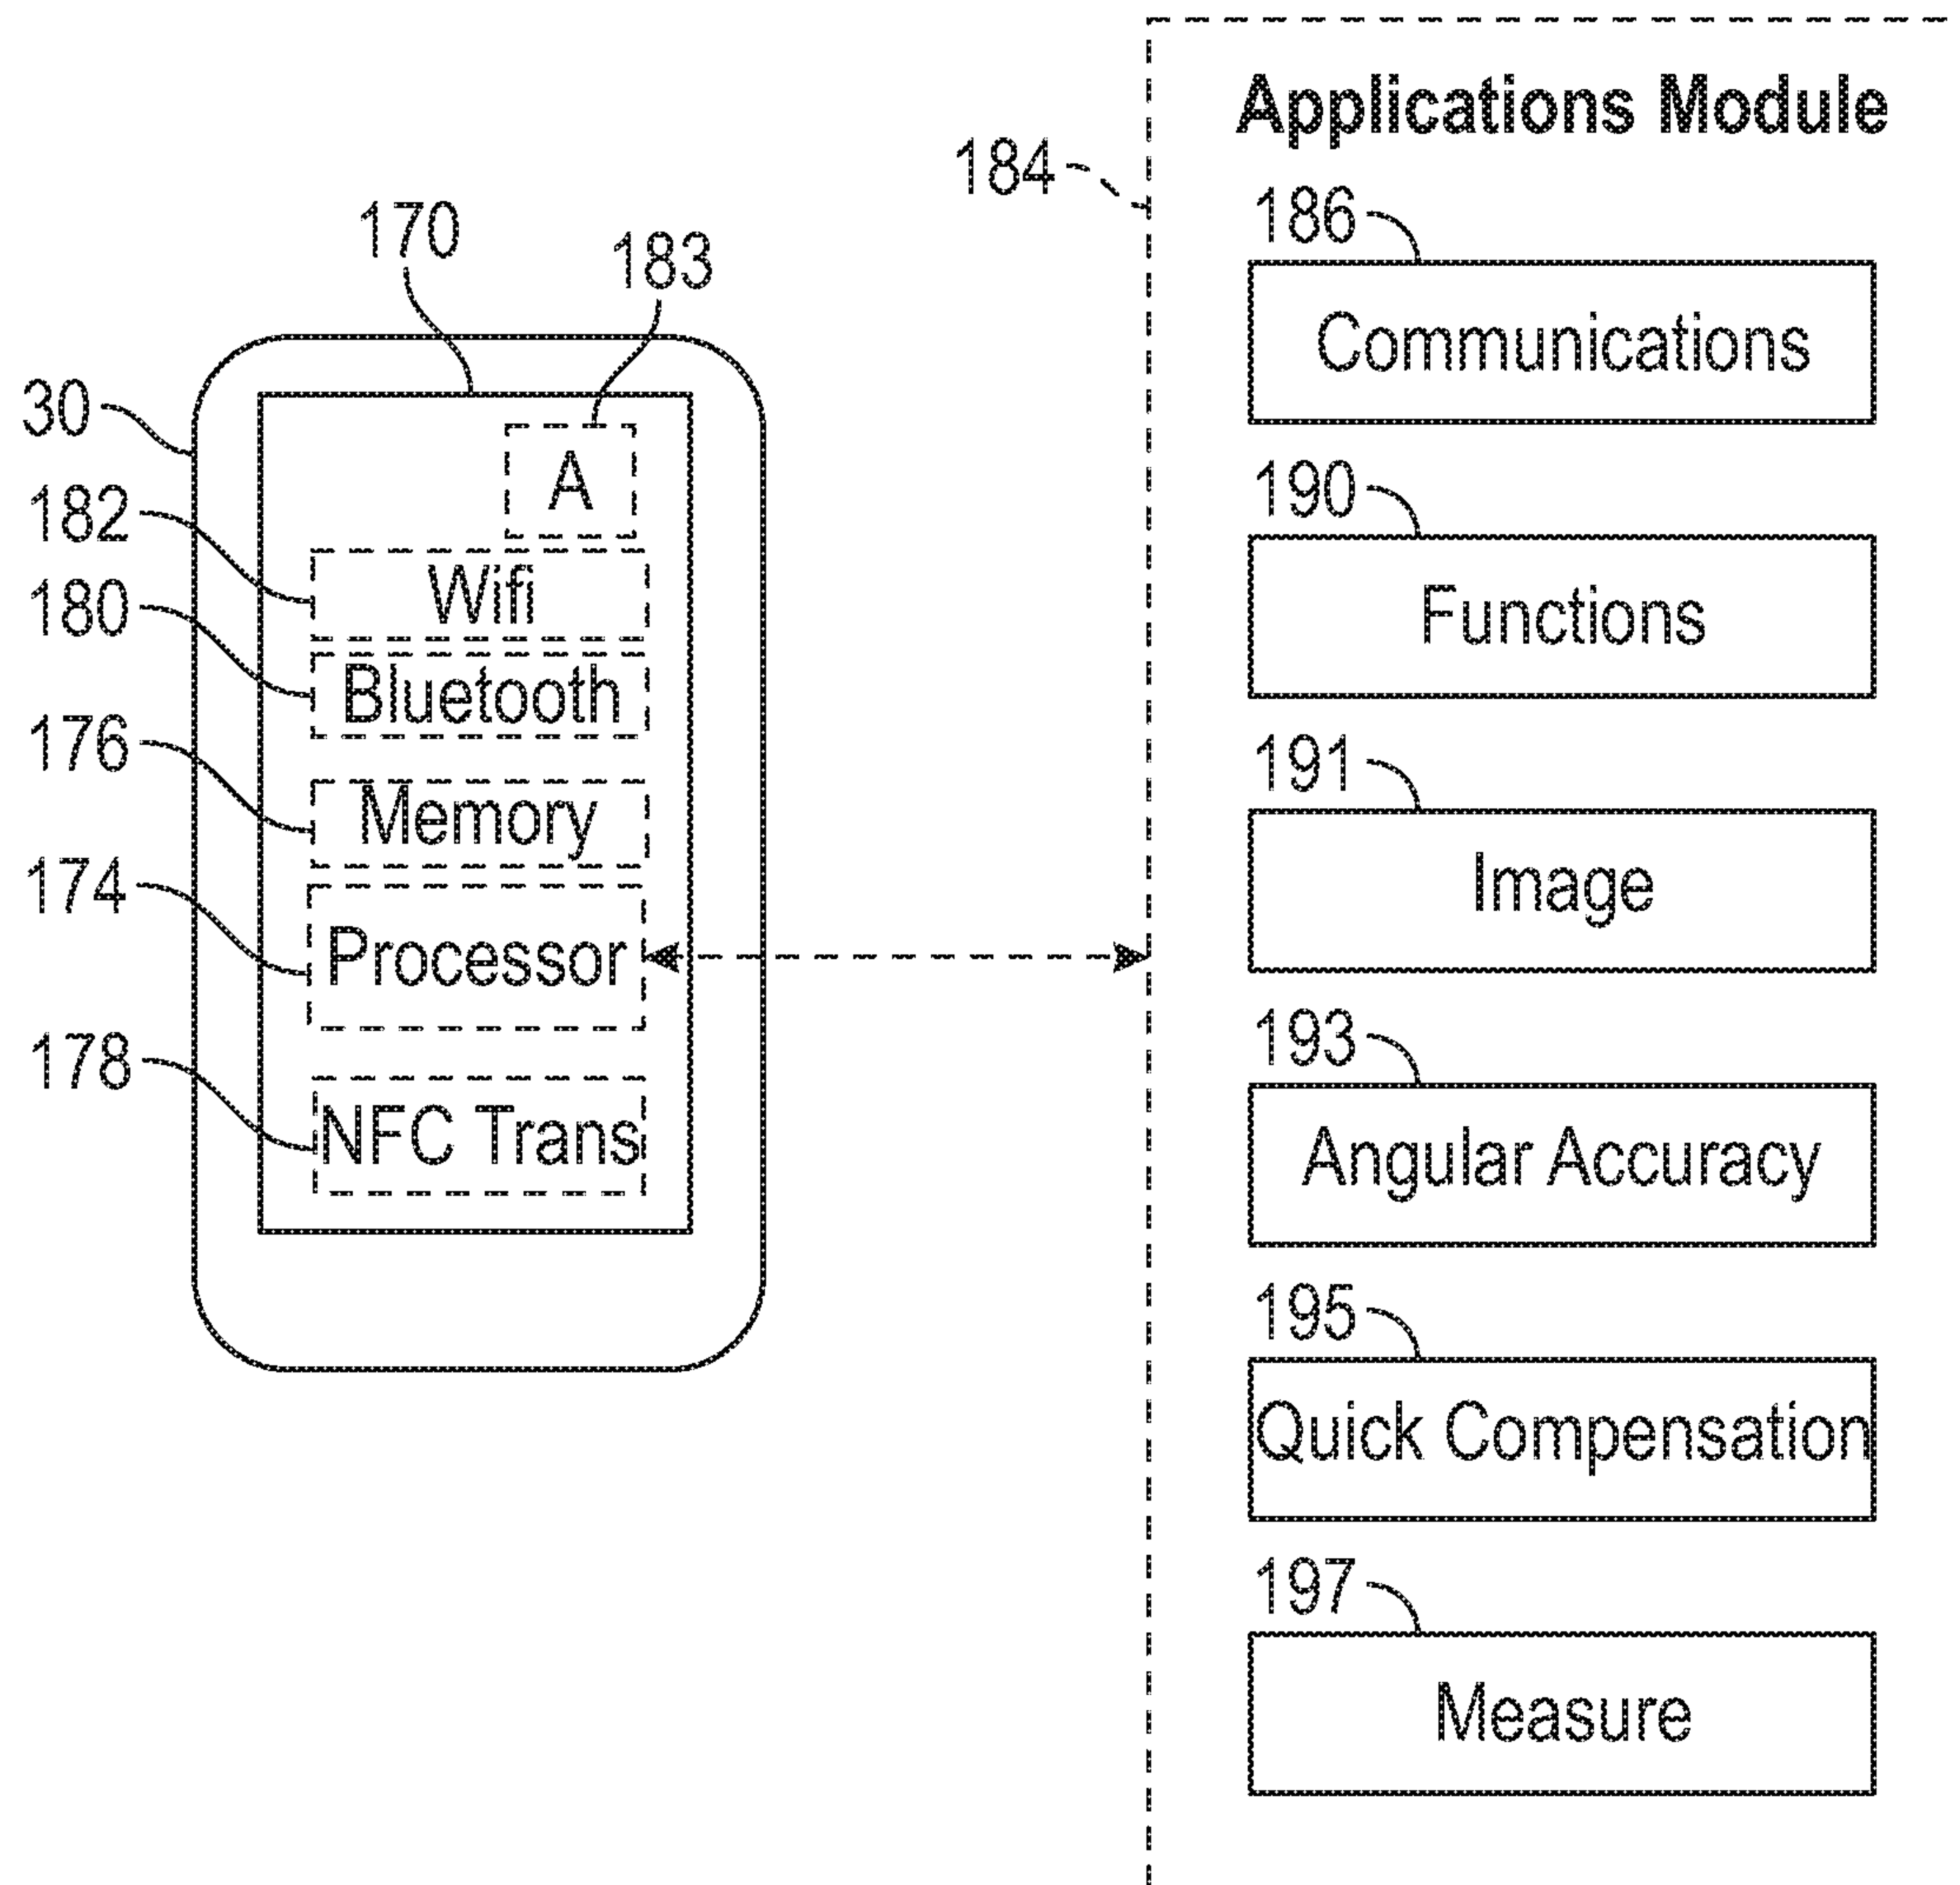 Applications Module
184
186
Communications
190
Functions
191
Image
193
Angular Accuracy
195
Quick Compensation
197
Measure
170
183
30
A
182
Wifi
180
Bluetooth
176
Memory
174
Processor
178
NFC Trans